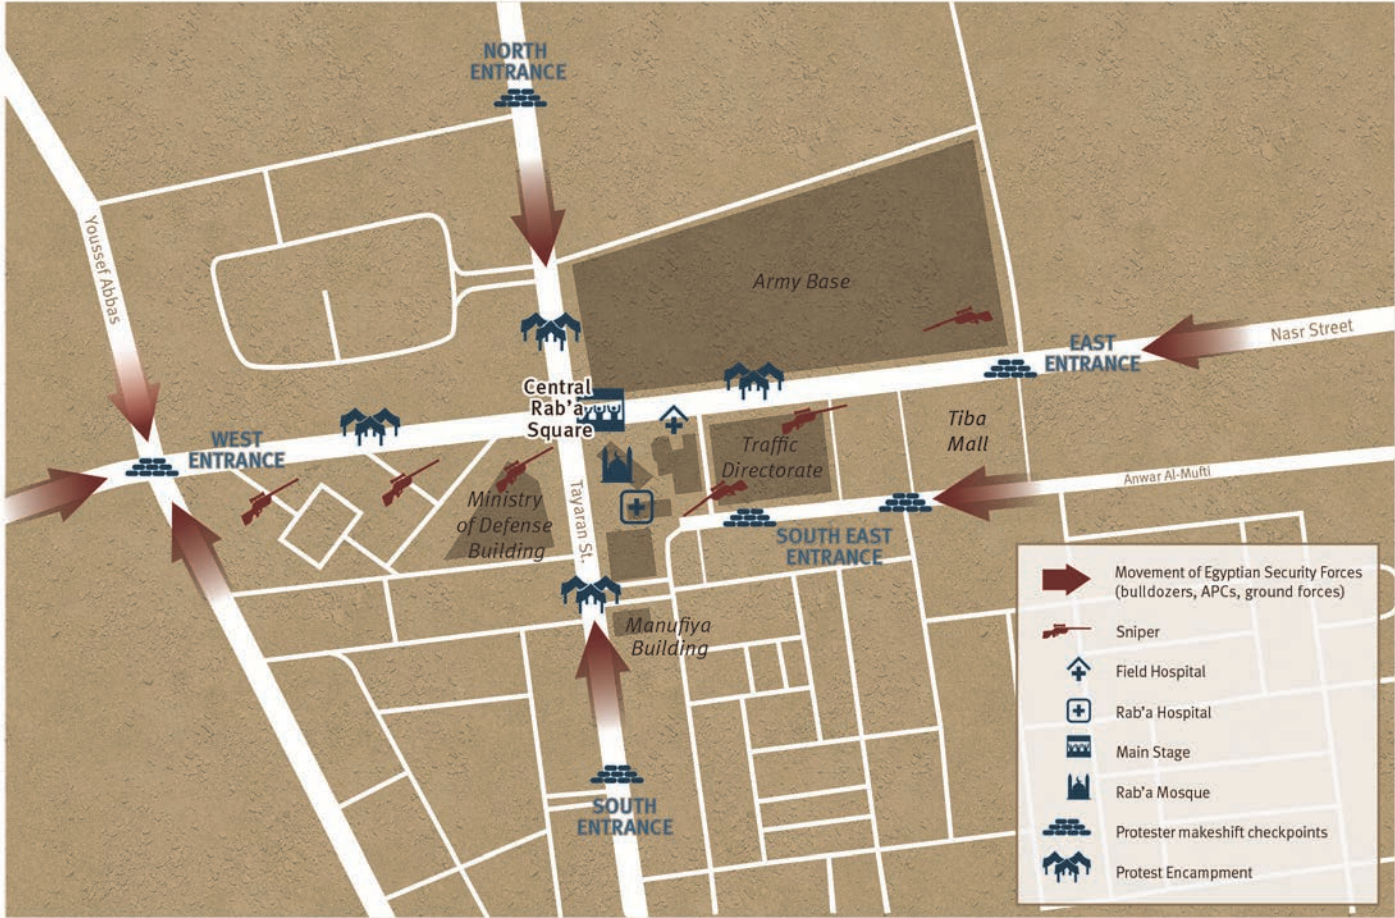 NORTH
ENTRANCE
Youssef Abbas
Army Base
Nasr Street
EAST
ENTRANCE
Central
Rab'a
Square
WEST
ENTRANCE
Tiba
Mall
Traffic
Directorate
Anwar Al-Mufti
Ministry
of Defense
Building
Tayaran St.
SOUTH EAST
ENTRANCE
Manufiya
Building
SOUTH
ENTRANCE
Movement of Egyptian Security Forces
(bulldozers, APCs, ground forces)
Sniper
Field Hospital
Rab'a Hospital
Main Stage
Rab'a Mosque
Protester makeshift checkpoints
Protest Encampment